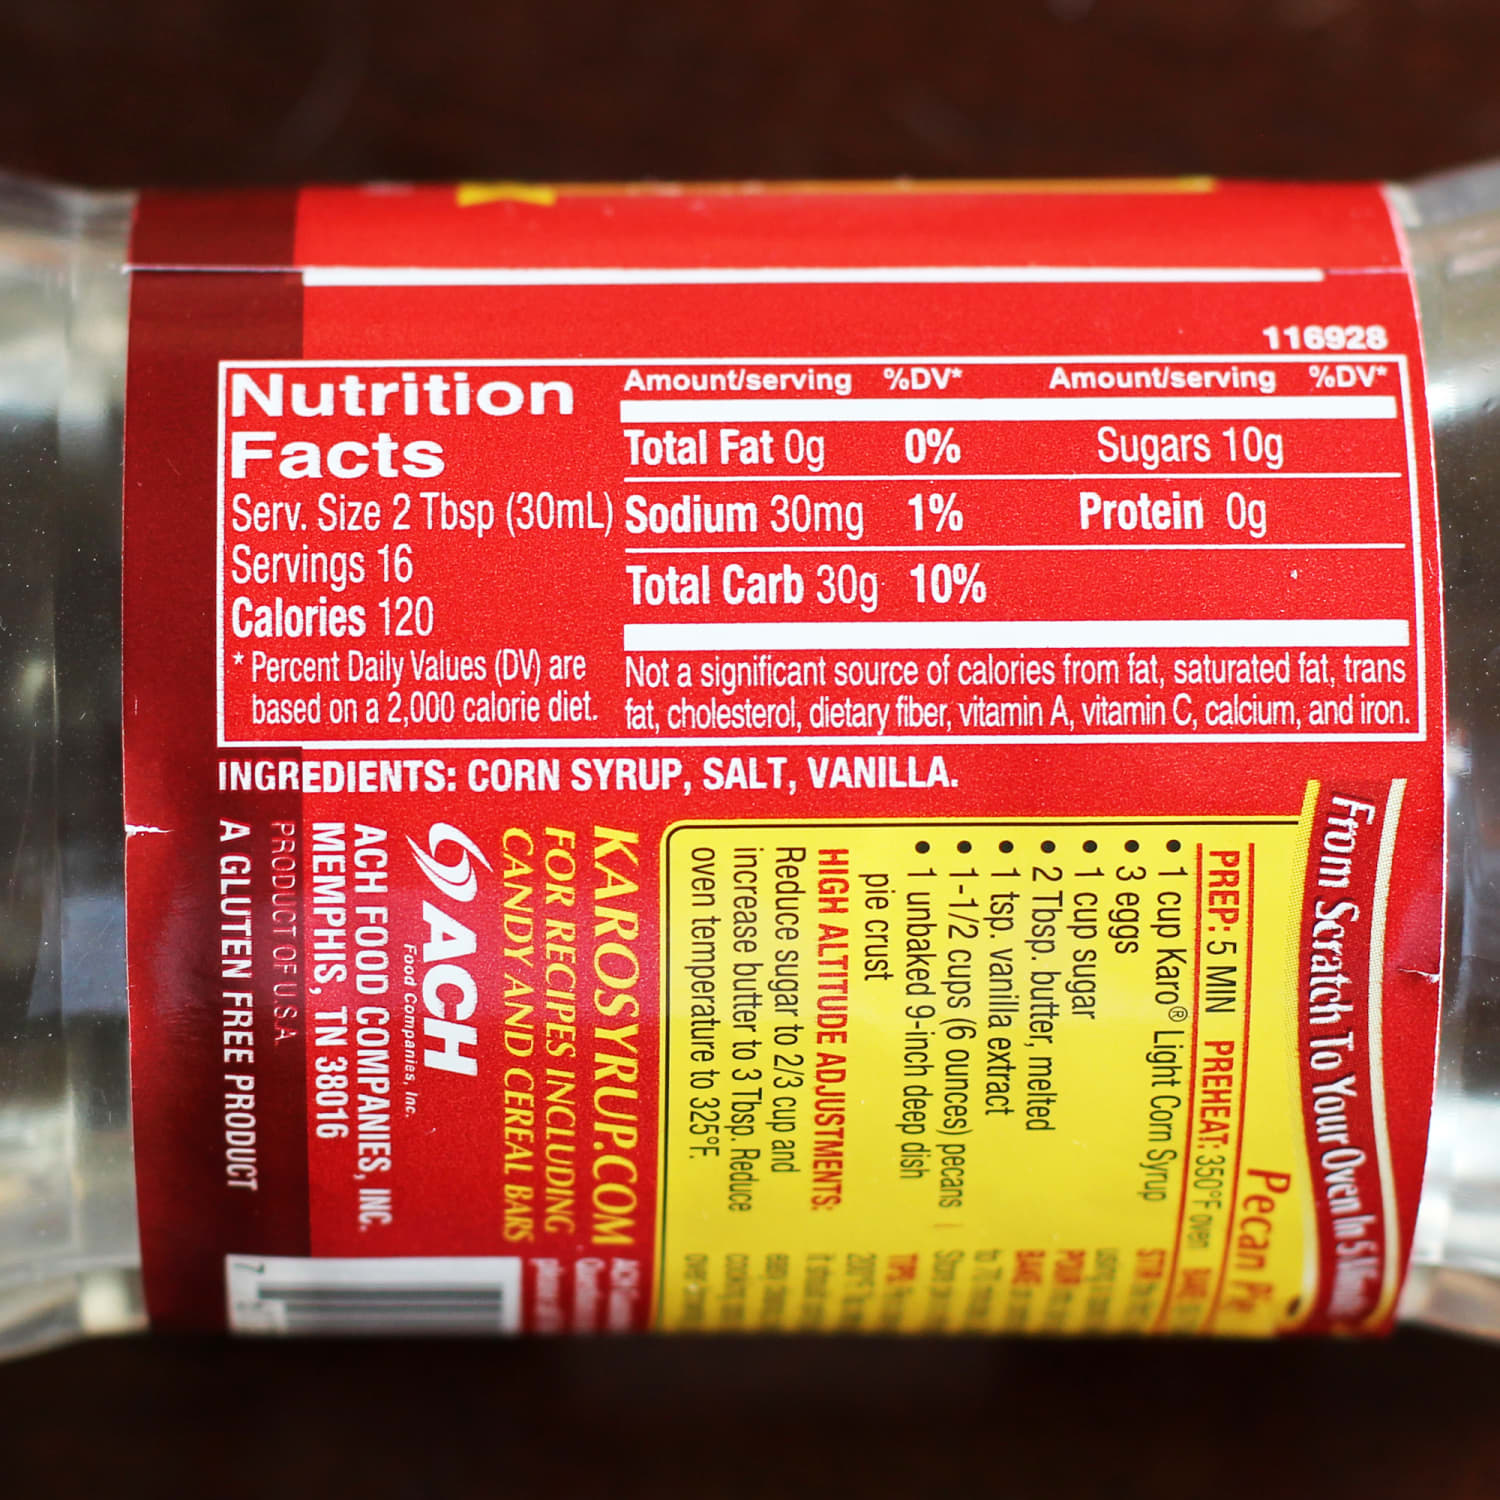 116928
Nutrition
Facts
Serv. Size 2 Tbsp (30mL)
Servings 16
Calories 120
* Percent Daily Values (DV) are
based on a 2,000 calorie diet.
Amount/serving %DV* Amount/serving %DV*
Total Fat 0g 0% Sugars 10g
Sodium 30mg 1% Protein 0g
Total Carb 30g 10%
Not a significant source of calories from fat, saturated fat, trans
fat, cholesterol, dietary fiber, vitamin A, vitamin C, calcium, and iron.
INGREDIENTS: CORN SYRUP, SALT, VANILLA.
From Scratch To Your Oven In 5
Pecan Pie
PREP: 5 MIN PREHEAT: 350°F oven
• 1 cup Karo® Light Corn Syrup
• 3 eggs
• 1 cup sugar
• 2 Tbsp. butter, melted
• 1 tsp. vanilla extract
• 1-1/2 cups (6 ounces) pecans
• 1 unbaked 9-inch deep dish
pie crust
HIGH ALTITUDE ADJUSTMENTS:
Reduce sugar to 2/3 cup and
increase butter to 3 Tbsp. Reduce
oven temperature to 325°F.
KAROSYRUP.COM
FOR RECIPES INCLUDING
CANDY AND CEREAL BARS
ACH
Food Companies, Inc.
ACH FOOD COMPANIES, INC.
MEMPHIS, TN 38016
PRODUCT OF U.S.A.
A GLUTEN FREE PRODUCT
7